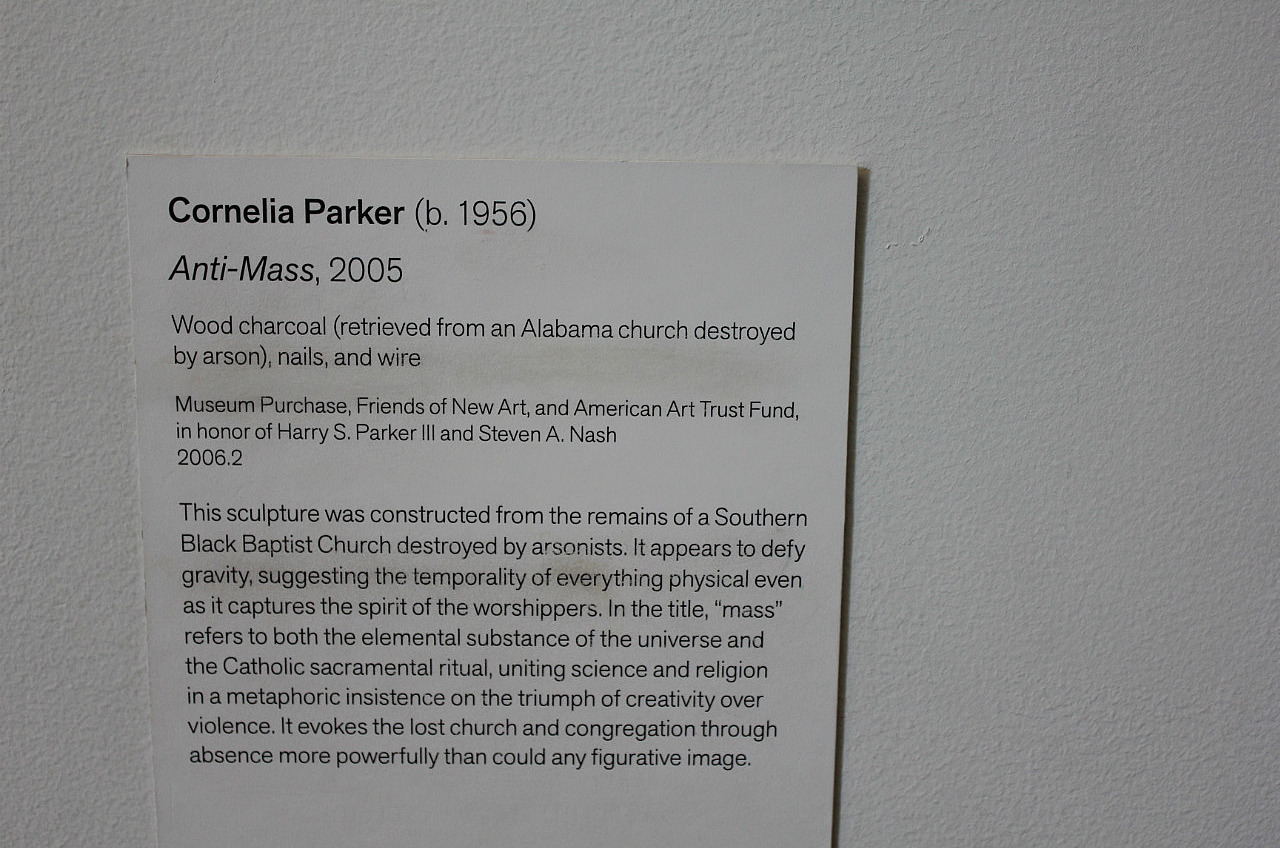 Cornelia Parker (b. 1956)
Anti-Mass, 2005
Wood charcoal (retrieved from an Alabama church destroyed
by arson), nails, and wire
Museum Purchase, Friends of New Art, and American Art Trust Fund,
in honor of Harry S. Parker III and Steven A. Nash
2006.2
This sculpture was constructed from the remains of a Southern
Black Baptist Church destroyed by arsonists. It appears to defy
gravity, suggesting the temporality of everything physical even
as it captures the spirit of the worshippers. In the title, “mass”
refers to both the elemental substance of the universe and
the Catholic sacramental ritual, uniting science and religion
in a metaphoric insistence on the triumph of creativity over
violence. It evokes the lost church and congregation through
absence more powerfully than could any figurative image.